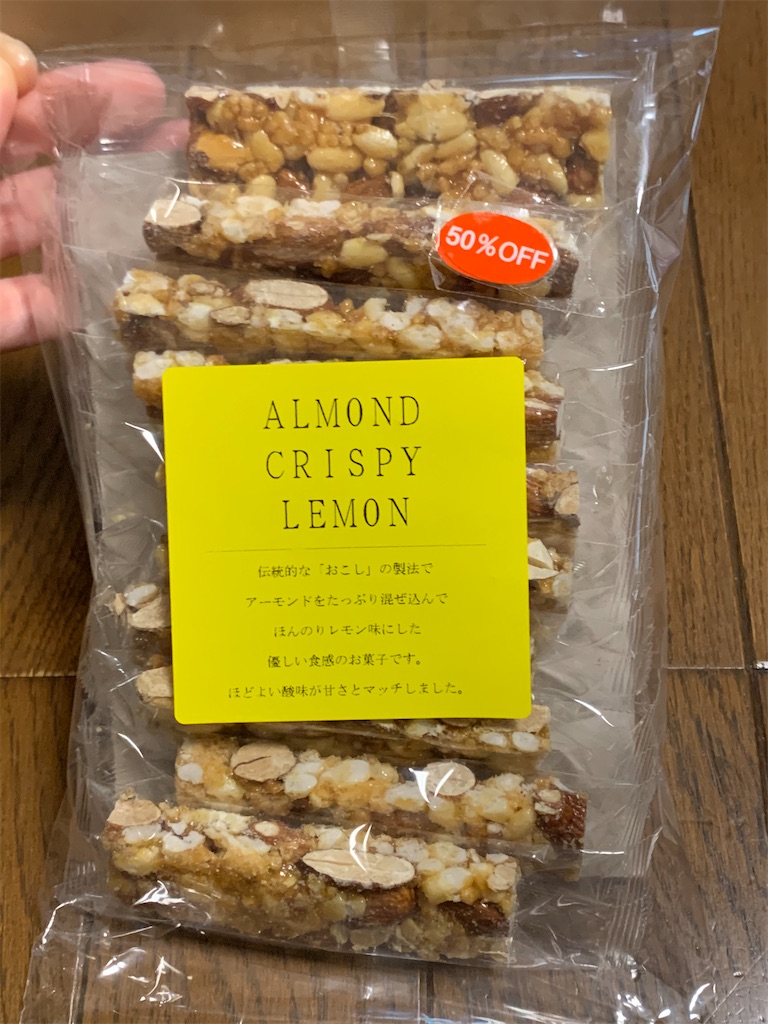 50%OFF
ALMOND
CRISPY
LEMON
伝統的な「おこし」の製法で
アーモンドをたっぷり混ぜ込んで
ほんのりレモン味にした
優しい食感のお菓子です。
ほどよい酸味が甘さとマッチしました。